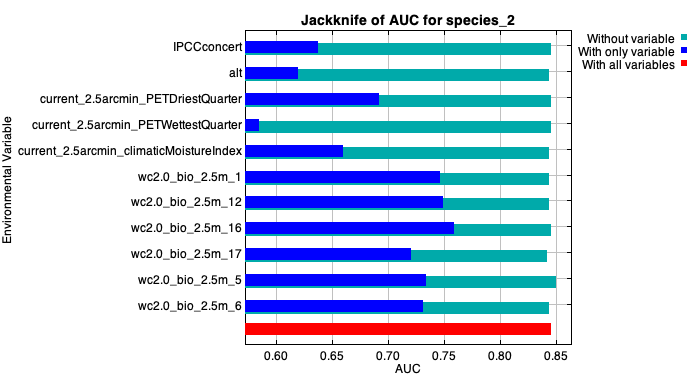 Jackknife of AUC for species_2
Without variable
With only variable
With all variables
Environmental Variable
IPCCconcert
alt
current_2.5arcmin_PETDriestQuarter
current_2.5arcmin_PETWettestQuarter
current_2.5arcmin_climaticMoistureIndex
wc2.0_bio_2.5m_1
wc2.0_bio_2.5m_12
wc2.0_bio_2.5m_16
wc2.0_bio_2.5m_17
wc2.0_bio_2.5m_5
wc2.0_bio_2.5m_6
0.60 0.65 0.70 0.75 0.80 0.85
AUC